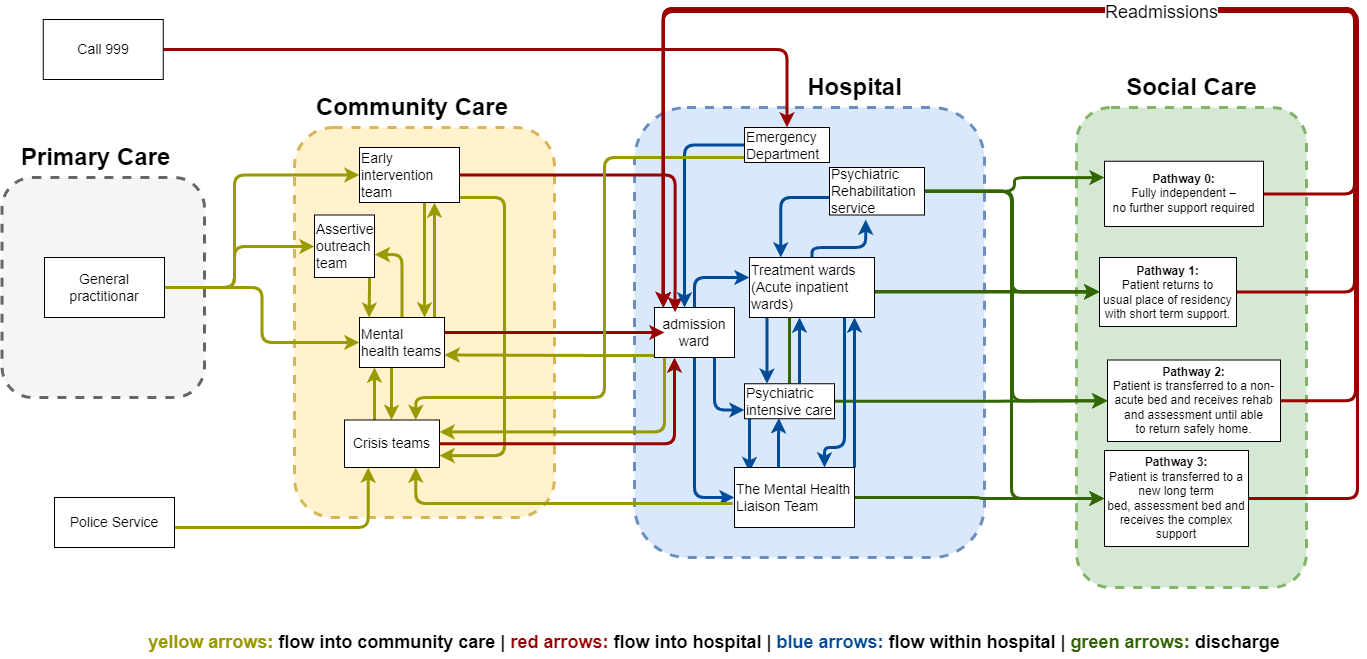 Readmissions
Call 999
Hospital
Social Care
Community Care
Primary Care
Emergency
Department
Early
intervention
team
Psychiatric
Rehabilitation
service
Pathway 0:
Fully independent –
no further support required
Assertive
outreach
team
General
practitionar
Treatment wards
(Acute inpatient
wards)
Pathway 1:
Patient returns to
usual place of residency
with short term support.
admission
ward
Mental
health teams
Psychiatric
intensive care
Pathway 2:
Patient is transferred to a non-
acute bed and receives rehab
and assessment until able
to return safely home.
Crisis teams
Pathway 3:
Patient is transferred to a
new long term
bed, assessment bed and
receives the complex
support
The Mental Health
Liaison Team
Police Service
yellow arrows: flow into community care | red arrows: flow into hospital | blue arrows: flow within hospital | green arrows: discharge